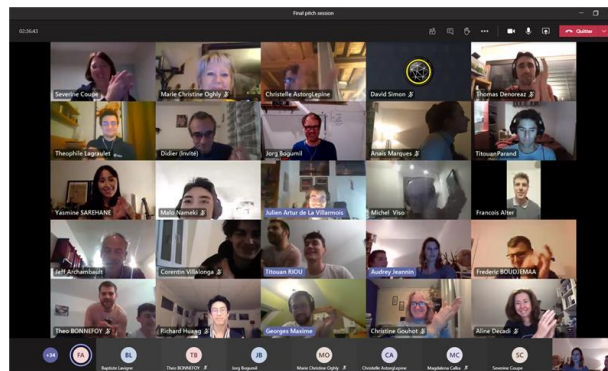 Final pitch session
02:36:43
Quitter
Severine Coupe
Marie Christine Oghly
Christelle AstorgLepine
David Simon
Thomas Denoreaz
Theophile Lagraulet
Didier (Invité)
Jorg Bogumil
Anais Marques
TitouanParand
Yasmine SAREHANE
Malo Nameki
Julien Artur de La Villarmois
Michel Viso
Francois Alter
Jeff Archambault
Corentin Villalonga
Titouan RIOU
Audrey Jeannin
Frederic BOUDJEMAA
Theo BONNEFOY
Richard Huang
Georges Maxime
Christine Gouhot
Aline Decadi
+34
FA
BL
TB
JB
MO
CA
MC
SC
Baptiste Lavigne
Theo BONNEFOY
Jorg Bogumil
Marie Christine Oghly
Christelle AstorgLepine
Magdalena Calka
Severine Coupe